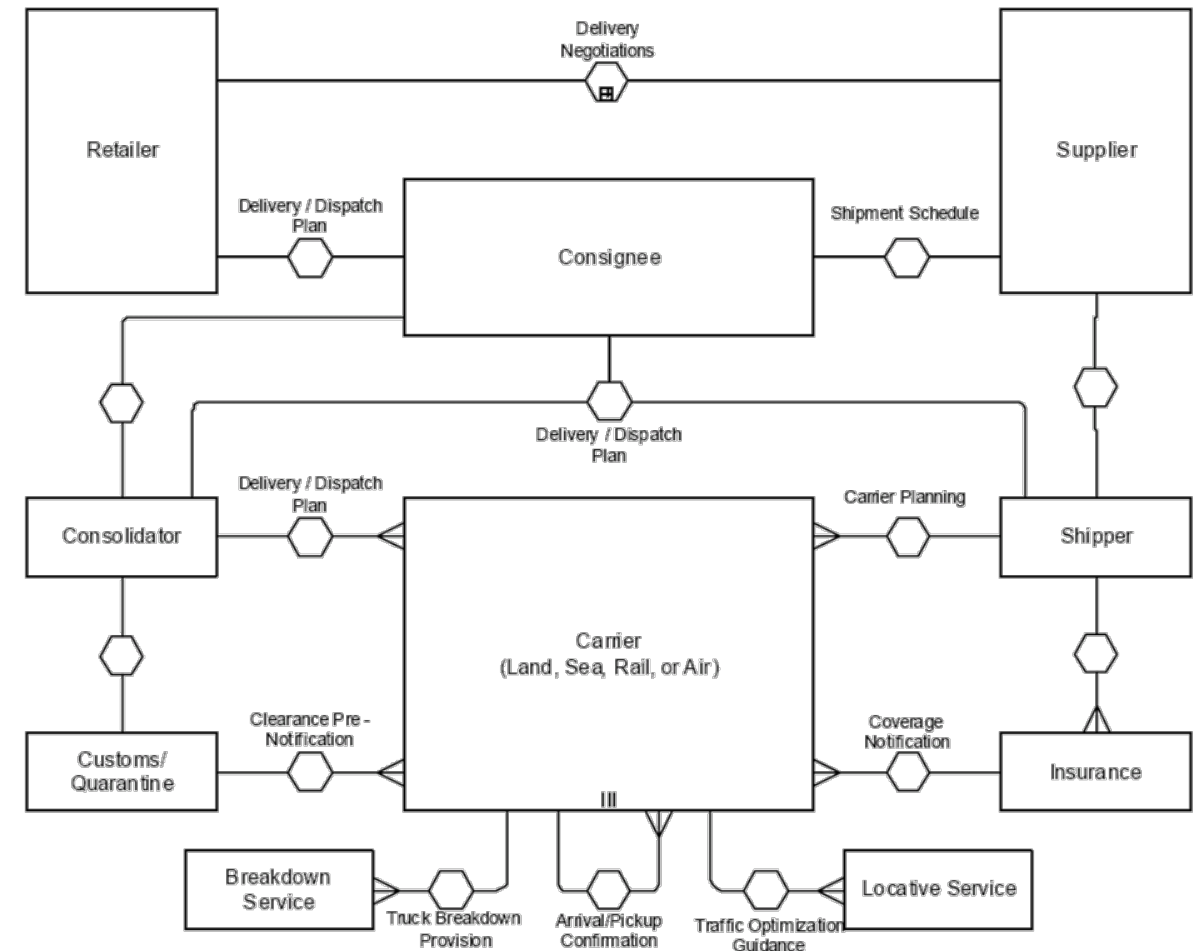 Delivery
Negotiations
Retailer
Supplier
Delivery / Dispatch
Plan
Shipment Schedule
Consignee
Delivery / Dispatch
Plan
Delivery / Dispatch
Plan
Carrier Planning
Consolidator
Shipper
Carrier
(Land, Sea, Rail, or Air)
Clearance Pre -
Notification
Coverage
Notification
Customs/
Quarantine
Insurance
Breakdown
Service
Locative Service
Truck Breakdown
Provision
Arrival/Pickup
Confirmation
Traffic Optimization
Guidance